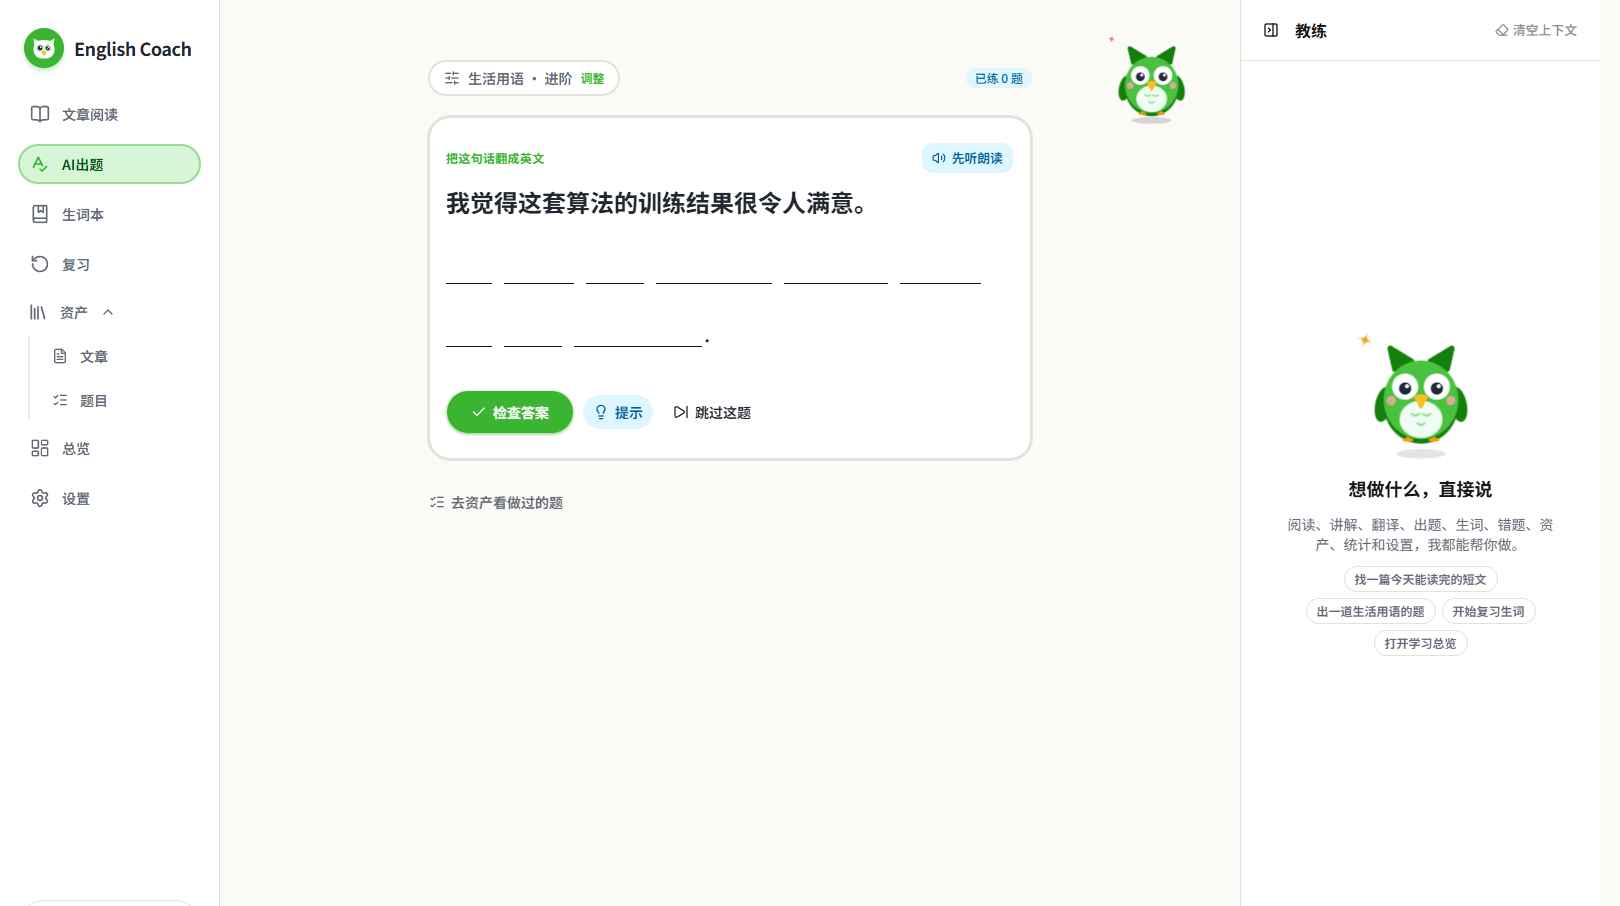 English Coach
文章阅读
AI出题
生词本
复习
资产
文章
题目
总览
设置
生活用语 · 进阶 调整
已练 0 题
把这句话翻成英文
先听朗读
我觉得这套算法的训练结果很令人满意。
.
检查答案
提示
跳过这题
去资产看做过的题
教练
清空上下文
想做什么，直接说
阅读、讲解、翻译、出题、生词、错题、资
产、统计和设置，我都能帮你做。
找一篇今天能读完的短文
出一道生活用语的题
开始复习生词
打开学习总览